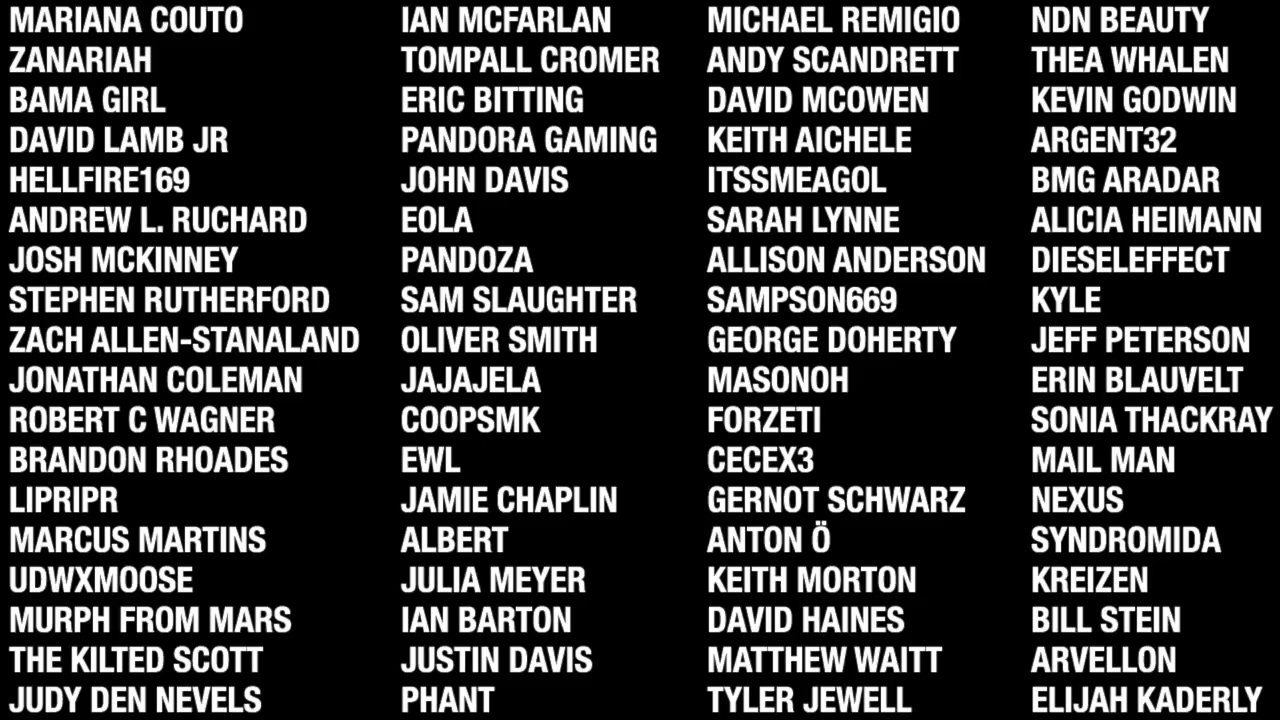 MARIANA COUTO
ZANARIAH
BAMA GIRL
DAVID LAMB JR
HELLFIRE169
ANDREW L. RUCHARD
JOSH MCKINNEY
STEPHEN RUTHERFORD
ZACH ALLEN-STANALAND
JONATHAN COLEMAN
ROBERT C WAGNER
BRANDON RHOADES
LIPRIPR
MARCUS MARTINS
UDWXMOOSE
MURPH FROM MARS
THE KILTED SCOTT
JUDY DEN NEVELS
IAN MCFARLAN
TOMPALL CROMER
ERIC BITTING
PANDORA GAMING
JOHN DAVIS
EOLA
PANDOZA
SAM SLAUGHTER
OLIVER SMITH
JAJAJELA
COOPSMK
EWL
JAMIE CHAPLIN
ALBERT
JULIA MEYER
IAN BARTON
JUSTIN DAVIS
PHANT
MICHAEL REMIGIO
ANDY SCANDRETT
DAVID MCOWEN
KEITH AICHELE
ITSSMEAGOL
SARAH LYNNE
ALLISON ANDERSON
SAMPSON669
GEORGE DOHERTY
MASONOH
FORZETI
CECEX3
GERNOT SCHWARZ
ANTON Ö
KEITH MORTON
DAVID HAINES
MATTHEW WAITT
TYLER JEWELL
NDN BEAUTY
THEA WHALEN
KEVIN GODWIN
ARGENT32
BMG ARADAR
ALICIA HEIMANN
DIESELEFFECT
KYLE
JEFF PETERSON
ERIN BLAUVELT
SONIA THACKRAY
MAIL MAN
NEXUS
SYNDROMIDA
KREIZEN
BILL STEIN
ARVELLON
ELIJAH KADERLY